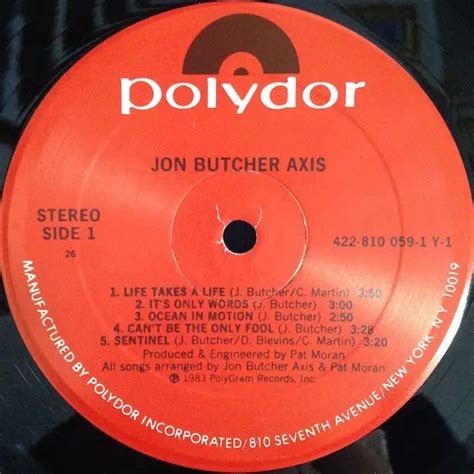 polydor
JON BUTCHER AXIS
STEREO
SIDE 1
26
422-810 059-1 Y-1
1. LIFE TAKES A LIFE (J. Butcher/C. Martin) 3:50
2. IT'S ONLY WORDS (J. Butcher) 3:00
3. OCEAN IN MOTION (J. Butcher) 2:50
4. CAN'T BE THE ONLY FOOL (J. Butcher) 3:28
5. SENTINEL (J. Butcher/D. Blevins/C. Martin) 3:20
Produced & Engineered by Pat Moran
All songs arranged by Jon Butcher Axis & Pat Moran
℗ 1983 PolyGram Records, Inc
MANUFACTURED BY POLYDOR INCORPORATED/810 SEVENTH AVENUE/NEW YORK, N.Y. 10019